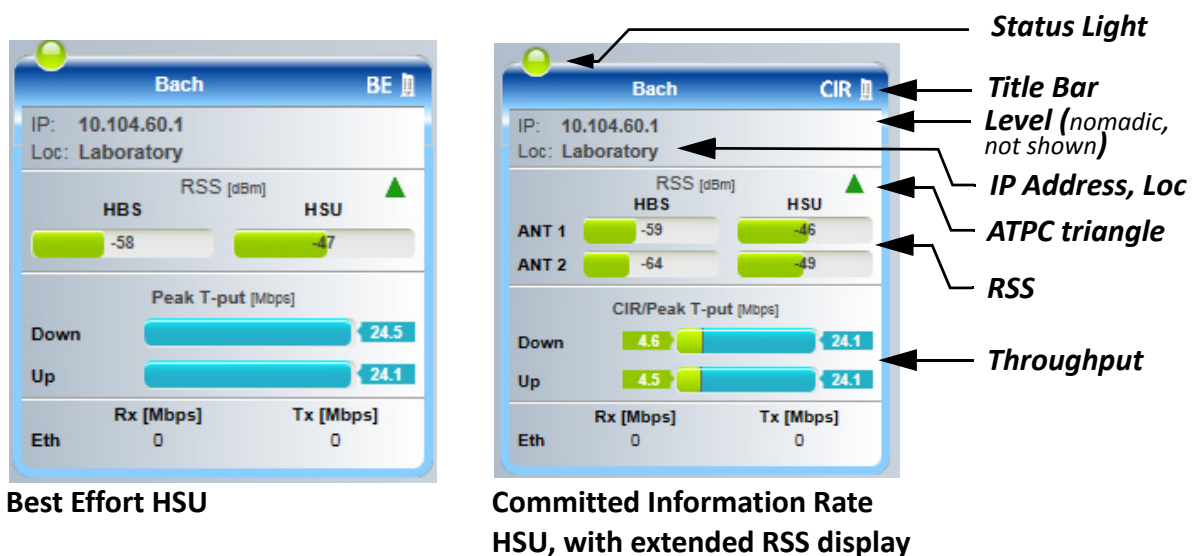 Bach BE
IP: 10.104.60.1
Loc: Laboratory
RSS [dBm]
HBS HSU
-58 -47
Peak T-put [Mbps]
Down 24.5
Up 24.1
Rx [Mbps] Tx [Mbps]
Eth 0 0
Best Effort HSU
Bach CIR
IP: 10.104.60.1
Loc: Laboratory
RSS [dBm]
HBS HSU
ANT 1 -59 -46
ANT 2 -64 -49
CIR/Peak T-put [Mbps]
Down 4.6 24.1
Up 4.5 24.1
Rx [Mbps] Tx [Mbps]
Eth 0 0
Committed Information Rate
HSU, with extended RSS display
Status Light
Title Bar
Level (nomadic,
not shown)
IP Address, Loc
ATPC triangle
RSS
Throughput